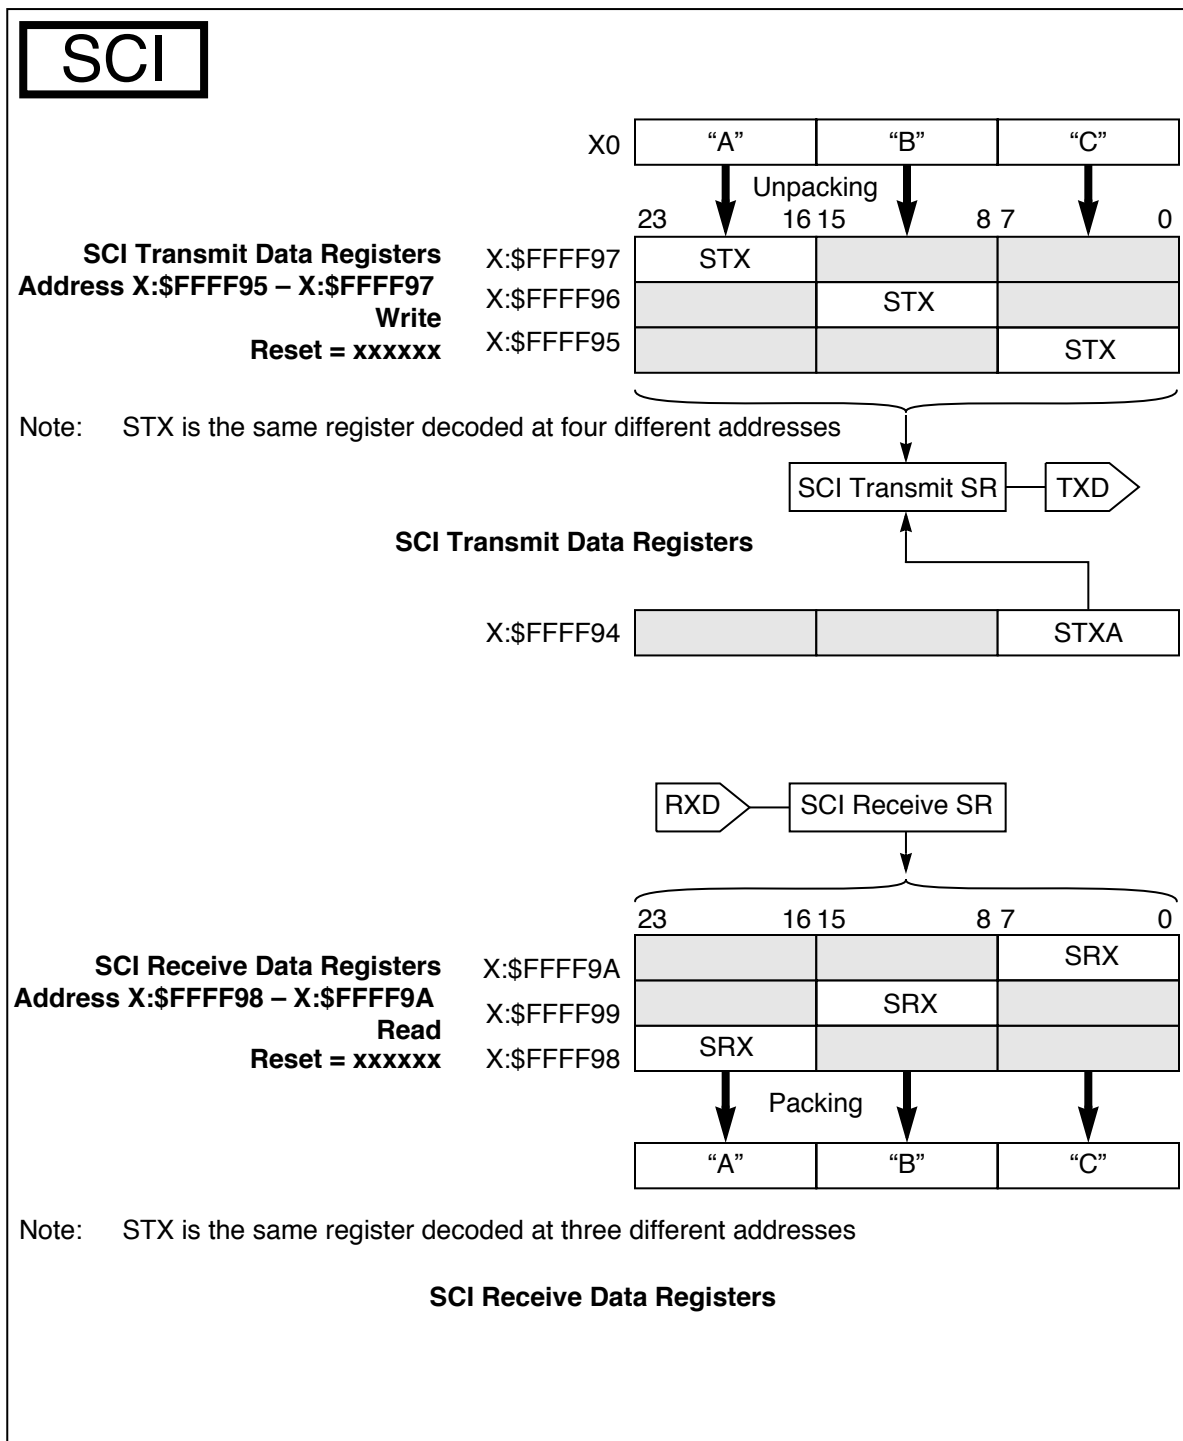 SCI
X0 “A” “B” “C”
Unpacking
23 16 15 8 7 0
SCI Transmit Data Registers
Address X:$FFFF95 – X:$FFFF97
Write
Reset = xxxxxx
X:$FFFF97 STX
X:$FFFF96 STX
X:$FFFF95 STX
Note: STX is the same register decoded at four different addresses
SCI Transmit SR TXD
SCI Transmit Data Registers
X:$FFFF94 STXA
RXD SCI Receive SR
23 16 15 8 7 0
SCI Receive Data Registers
Address X:$FFFF98 – X:$FFFF9A
Read
Reset = xxxxxx
X:$FFFF9A SRX
X:$FFFF99 SRX
X:$FFFF98 SRX
Packing
“A” “B” “C”
Note: STX is the same register decoded at three different addresses
SCI Receive Data Registers